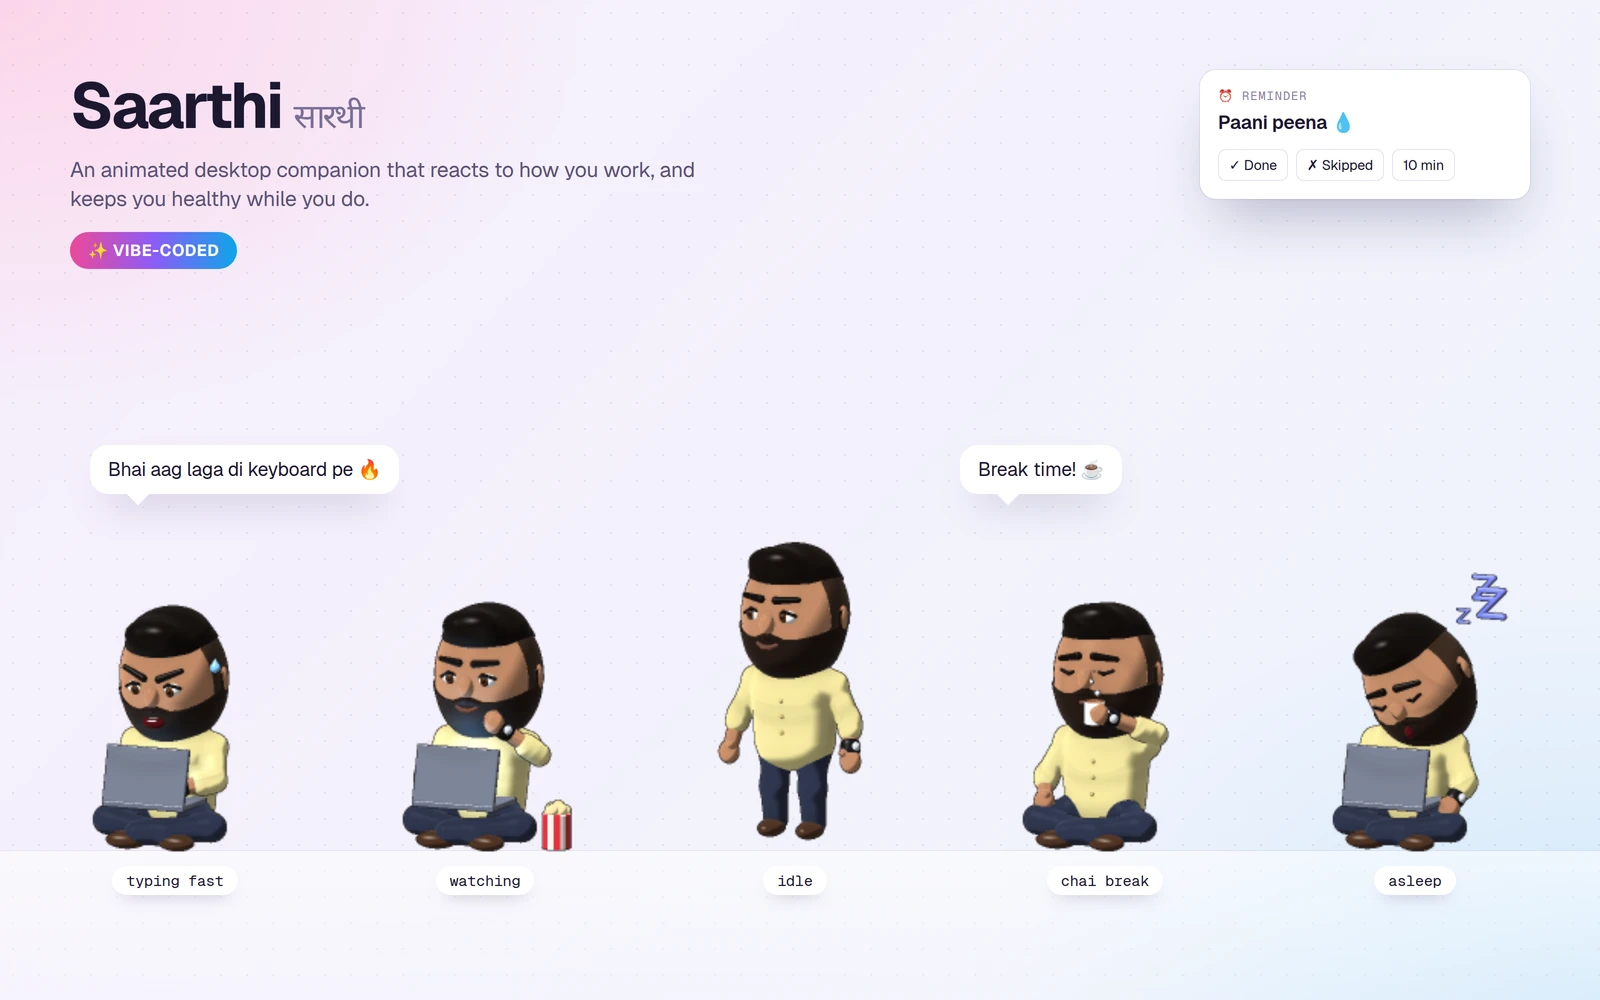 Saarthi सारथी
An animated desktop companion that reacts to how you work, and
keeps you healthy while you do.
✨ VIBE-CODED
⏰ REMINDER
Paani peena 💧
✓ Done ✗ Skipped 10 min
Bhai aag laga di keyboard pe 🔥
Break time! ☕
zzz
typing fast
watching
idle
chai break
asleep